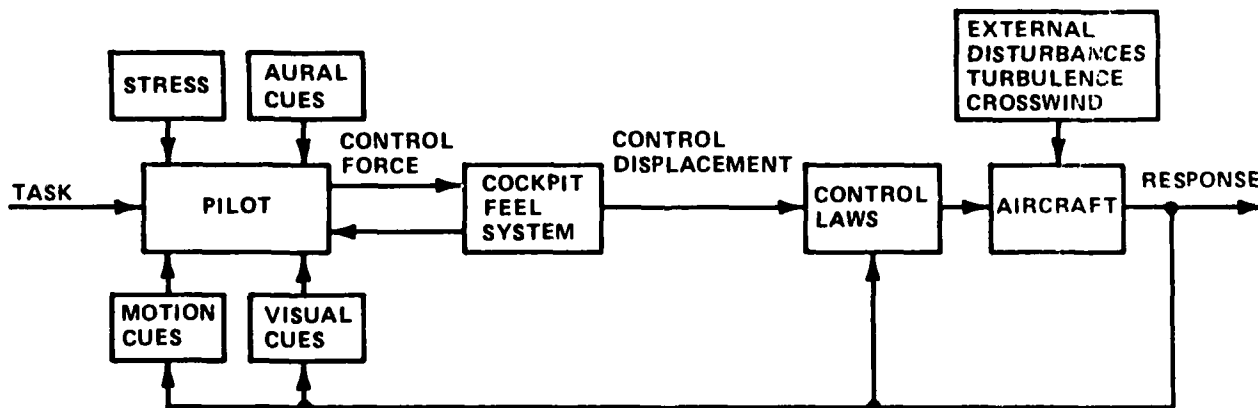 STRESS
AURAL
CUES
EXTERNAL
DISTURBANCES
TURBULENCE
CROSSWIND
CONTROL
FORCE
CONTROL
DISPLACEMENT
TASK
PILOT
COCKPIT
FEEL
SYSTEM
CONTROL
LAWS
AIRCRAFT
RESPONSE
MOTION
CUES
VISUAL
CUES